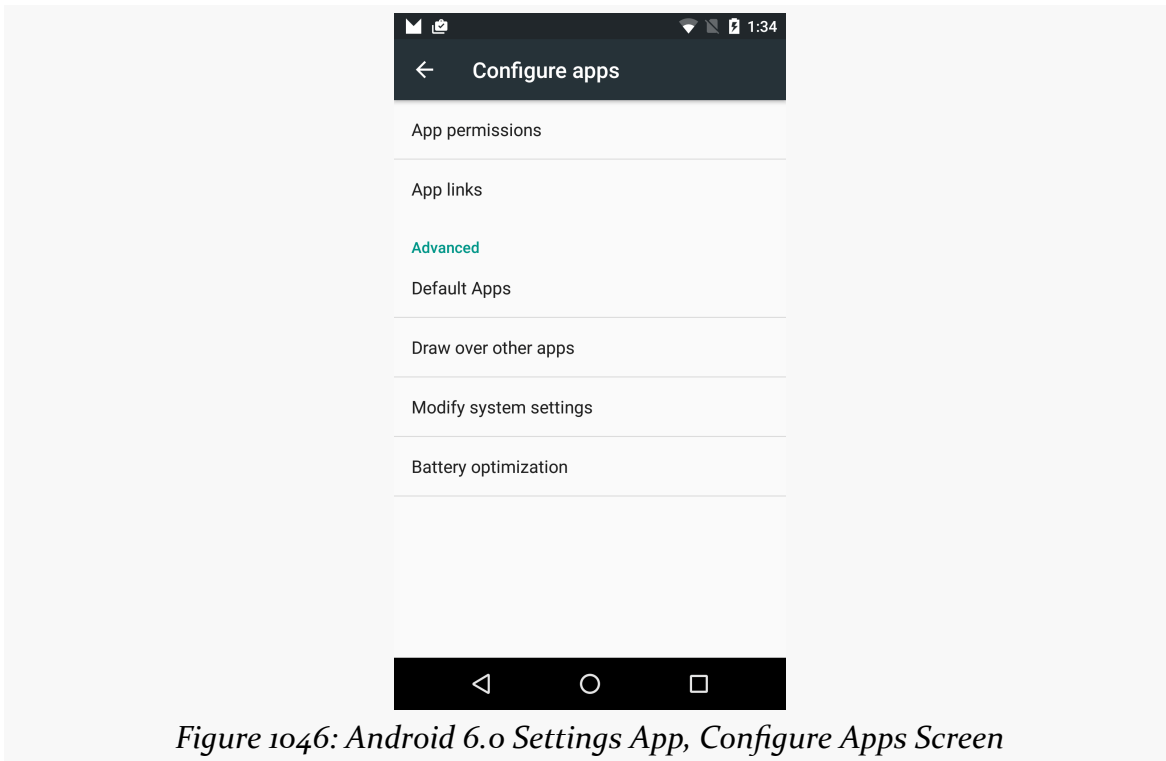 1:34
Configure apps
App permissions
App links
Advanced
Default Apps
Draw over other apps
Modify system settings
Battery optimization
Figure 1046: Android 6.0 Settings App, Configure Apps Screen